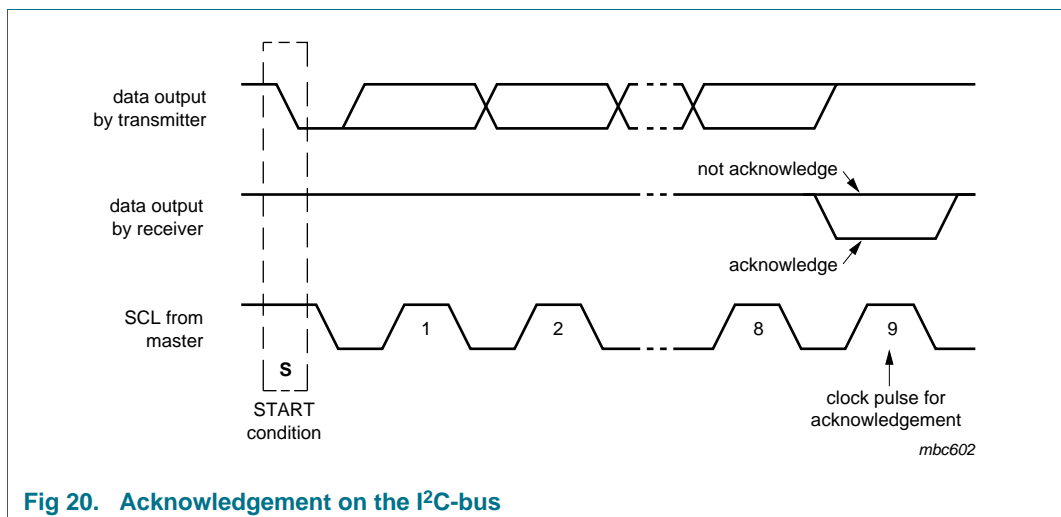 data output
by transmitter
not acknowledge
data output
by receiver
acknowledge
SCL from
master
1
2
8
9
S
START
condition
clock pulse for
acknowledgement
mbc602
Fig 20. Acknowledgement on the I²C-bus